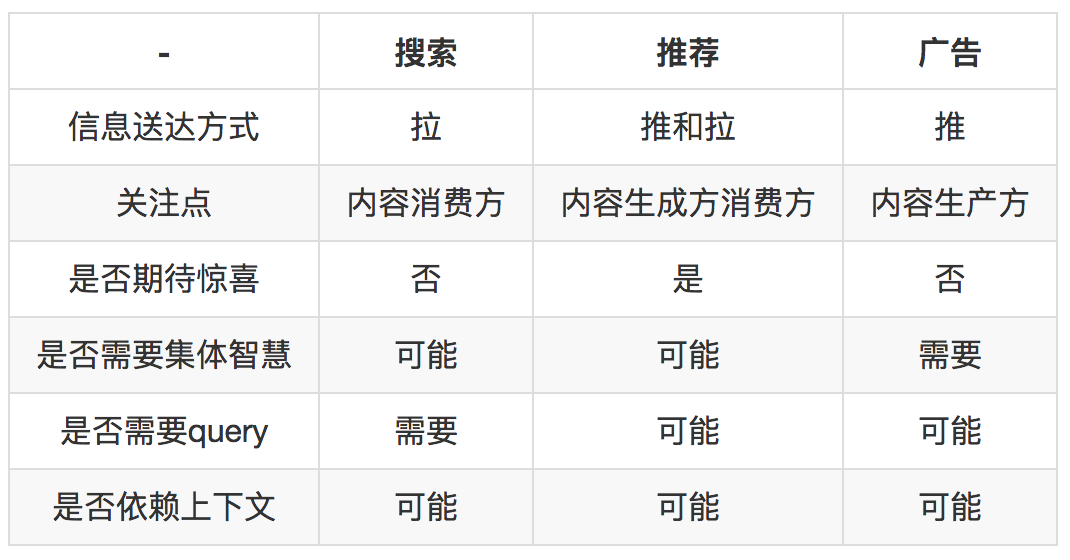 - 搜索 推荐 广告
信息送达方式 拉 推和拉 推
关注点 内容消费方 内容生成方消费方 内容生产方
是否期待惊喜 否 是 否
是否需要集体智慧 可能 可能 需要
是否需要query 需要 可能 可能
是否依赖上下文 可能 可能 可能